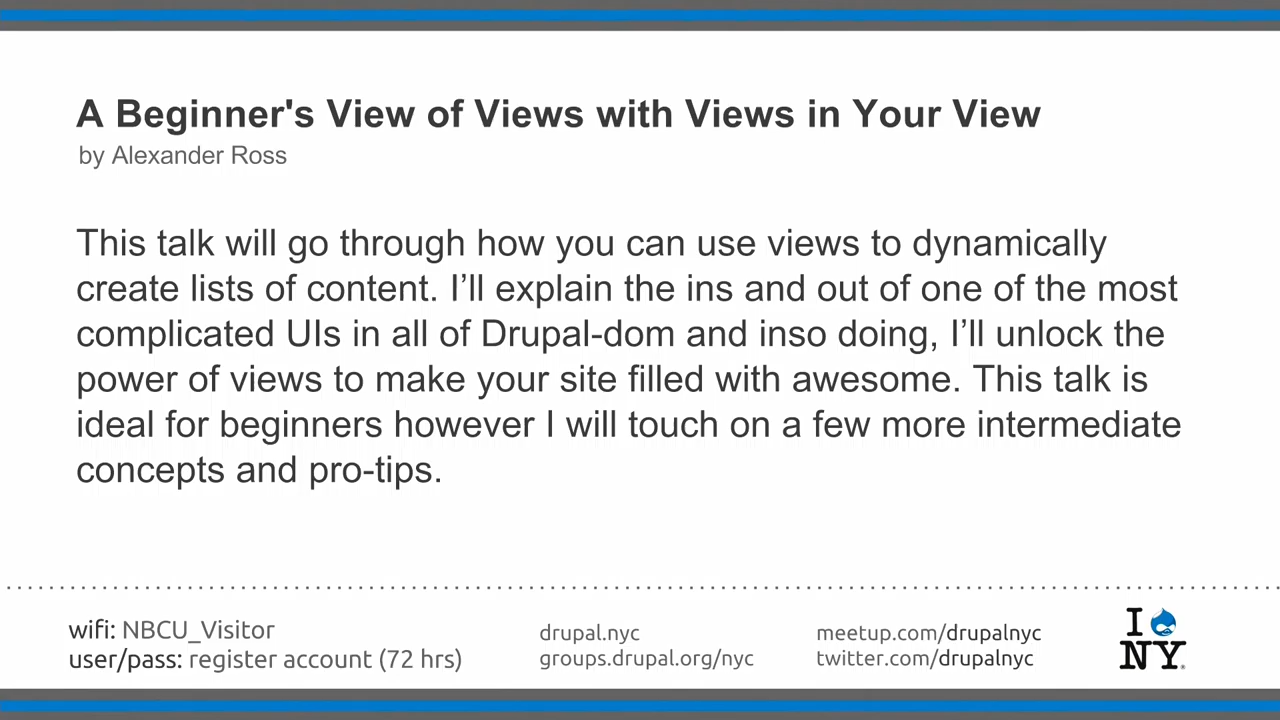 A Beginner's View of Views with Views in Your View
by Alexander Ross
This talk will go through how you can use views to dynamically
create lists of content. I’ll explain the ins and out of one of the most
complicated UIs in all of Drupal-dom and inso doing, I’ll unlock the
power of views to make your site filled with awesome. This talk is
ideal for beginners however I will touch on a few more intermediate
concepts and pro-tips.
wifi: NBCU_Visitor
user/pass: register account (72 hrs)
drupal.nyc
groups.drupal.org/nyc
meetup.com/drupalnyc
twitter.com/drupalnyc
I
NY